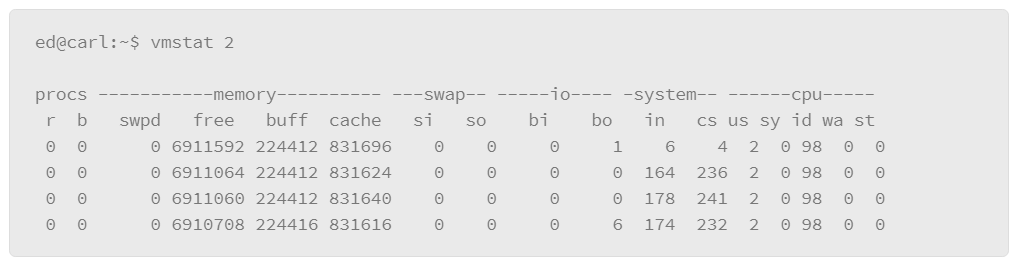 ed@carl:~$ vmstat 2
procs -----------memory---------- ---swap-- -----io---- -system-- ------cpu-----
 r  b   swpd   free   buff  cache   si   so    bi    bo   in   cs us sy id wa st
 0  0      0 6911592 224412 831696    0    0     0     1    6    4  2  0 98  0  0
 0  0      0 6911064 224412 831624    0    0     0     0  164  236  2  0 98  0  0
 0  0      0 6911060 224412 831640    0    0     0     0  178  241  2  0 98  0  0
 0  0      0 6910708 224416 831616    0    0     0     6  174  232  2  0 98  0  0